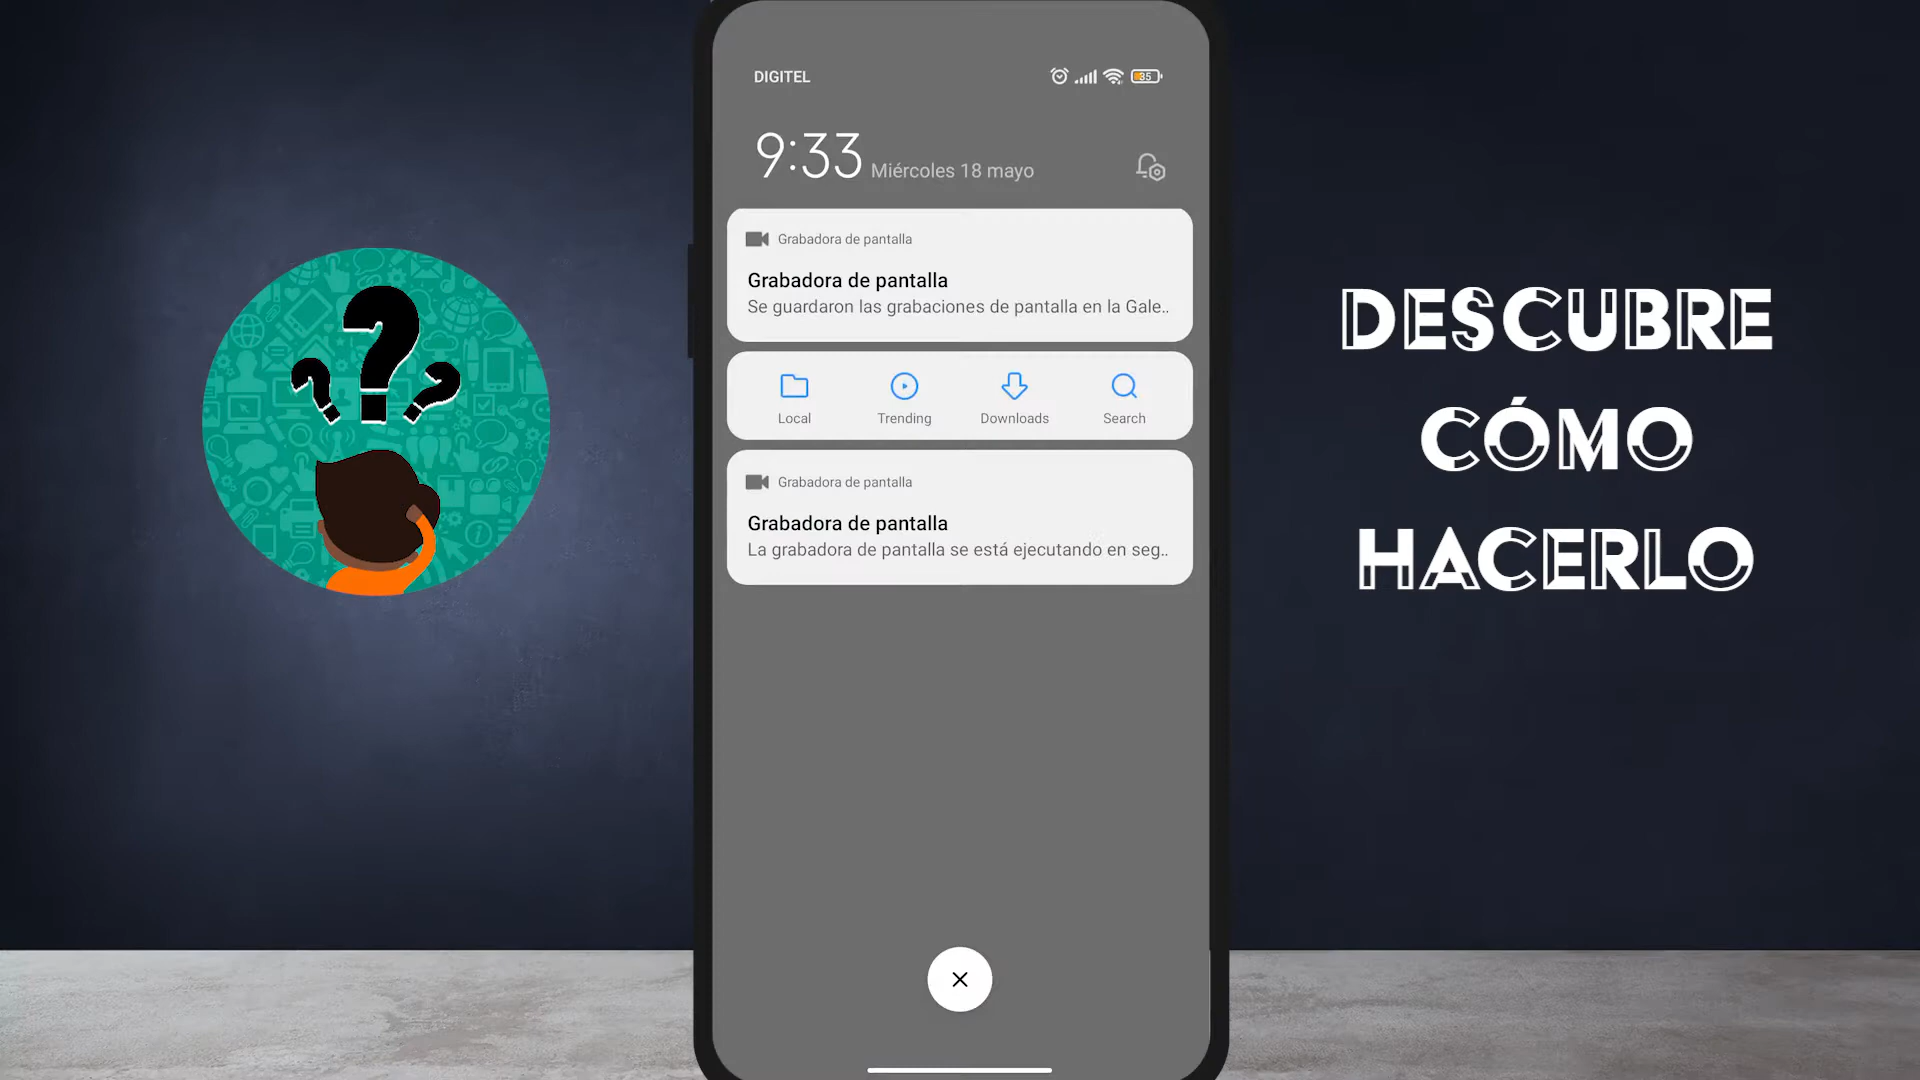 DIGITEL
35
9:33 Miércoles 18 mayo
Grabadora de pantalla
Grabadora de pantalla
Se guardaron las grabaciones de pantalla en la Gale..
Local Trending Downloads Search
Grabadora de pantalla
Grabadora de pantalla
La grabadora de pantalla se está ejecutando en seg..
DESCUBRE
CÓMO
HACERLO